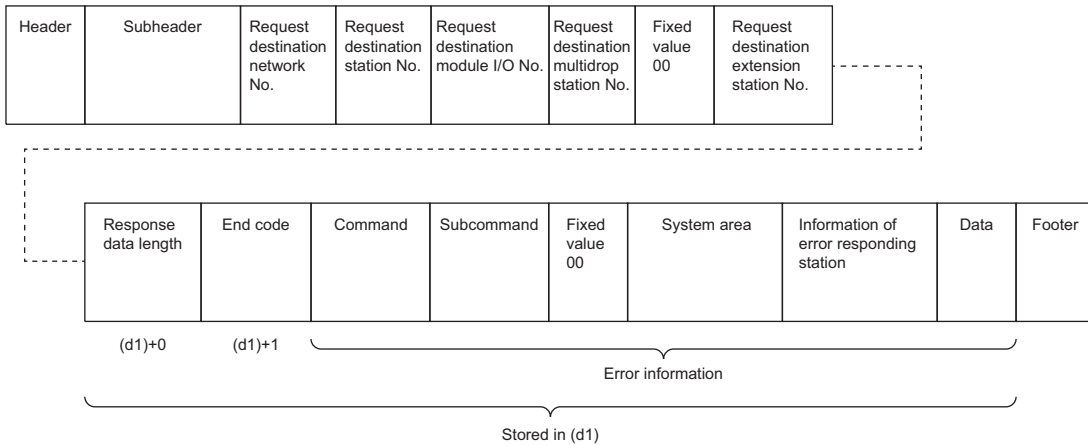 Header
Subheader
Request
destination
network
No.
Request
destination
station No.
Request
destination
module I/O No.
Request
destination
multidrop
station No.
Fixed
value
00
Request
destination
extension
station No.
Response
data length
End code
Command
Subcommand
Fixed
value
00
System area
Information of
error responding
station
Data
Footer
(d1)+0
(d1)+1
Error information
Stored in (d1)